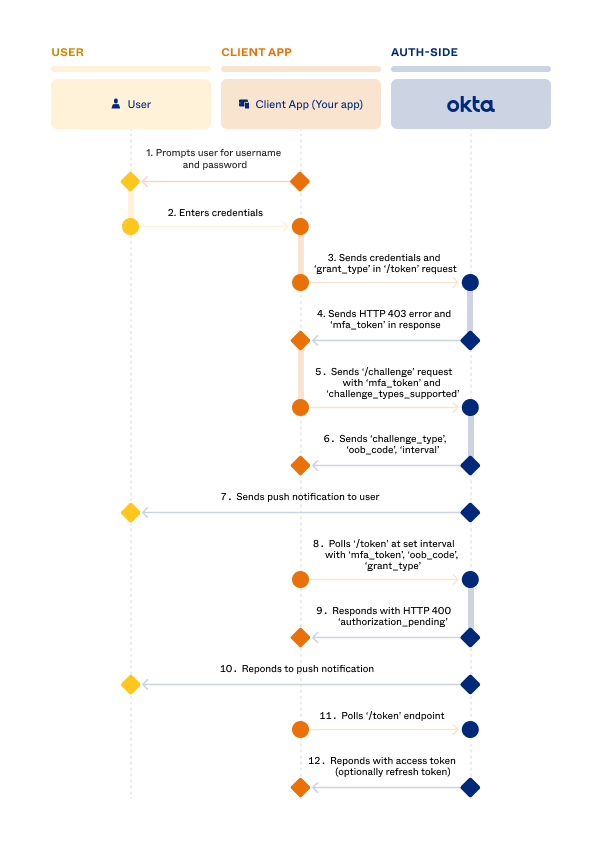 USER
CLIENT APP
AUTH-SIDE
User
Client App (Your app)
okta
1. Prompts user for username
and password
2. Enters credentials
3. Sends credentials and
‘grant_type’ in ‘/token’ request
4. Sends HTTP 403 error and
‘mfa_token’ in response
5. Sends ‘/challenge’ request
with ‘mfa_token’ and
‘challenge_types_supported’
6. Sends ‘challenge_type’,
‘oob_code’, ‘interval’
7. Sends push notification to user
8. Polls ‘/token’ at set interval
with ‘mfa_token’, ‘oob_code’,
‘grant_type’
9. Responds with HTTP 400
‘authorization_pending’
10. Reponds to push notification
11. Polls ‘/token’ endpoint
12. Reponds with access token
(optionally refresh token)